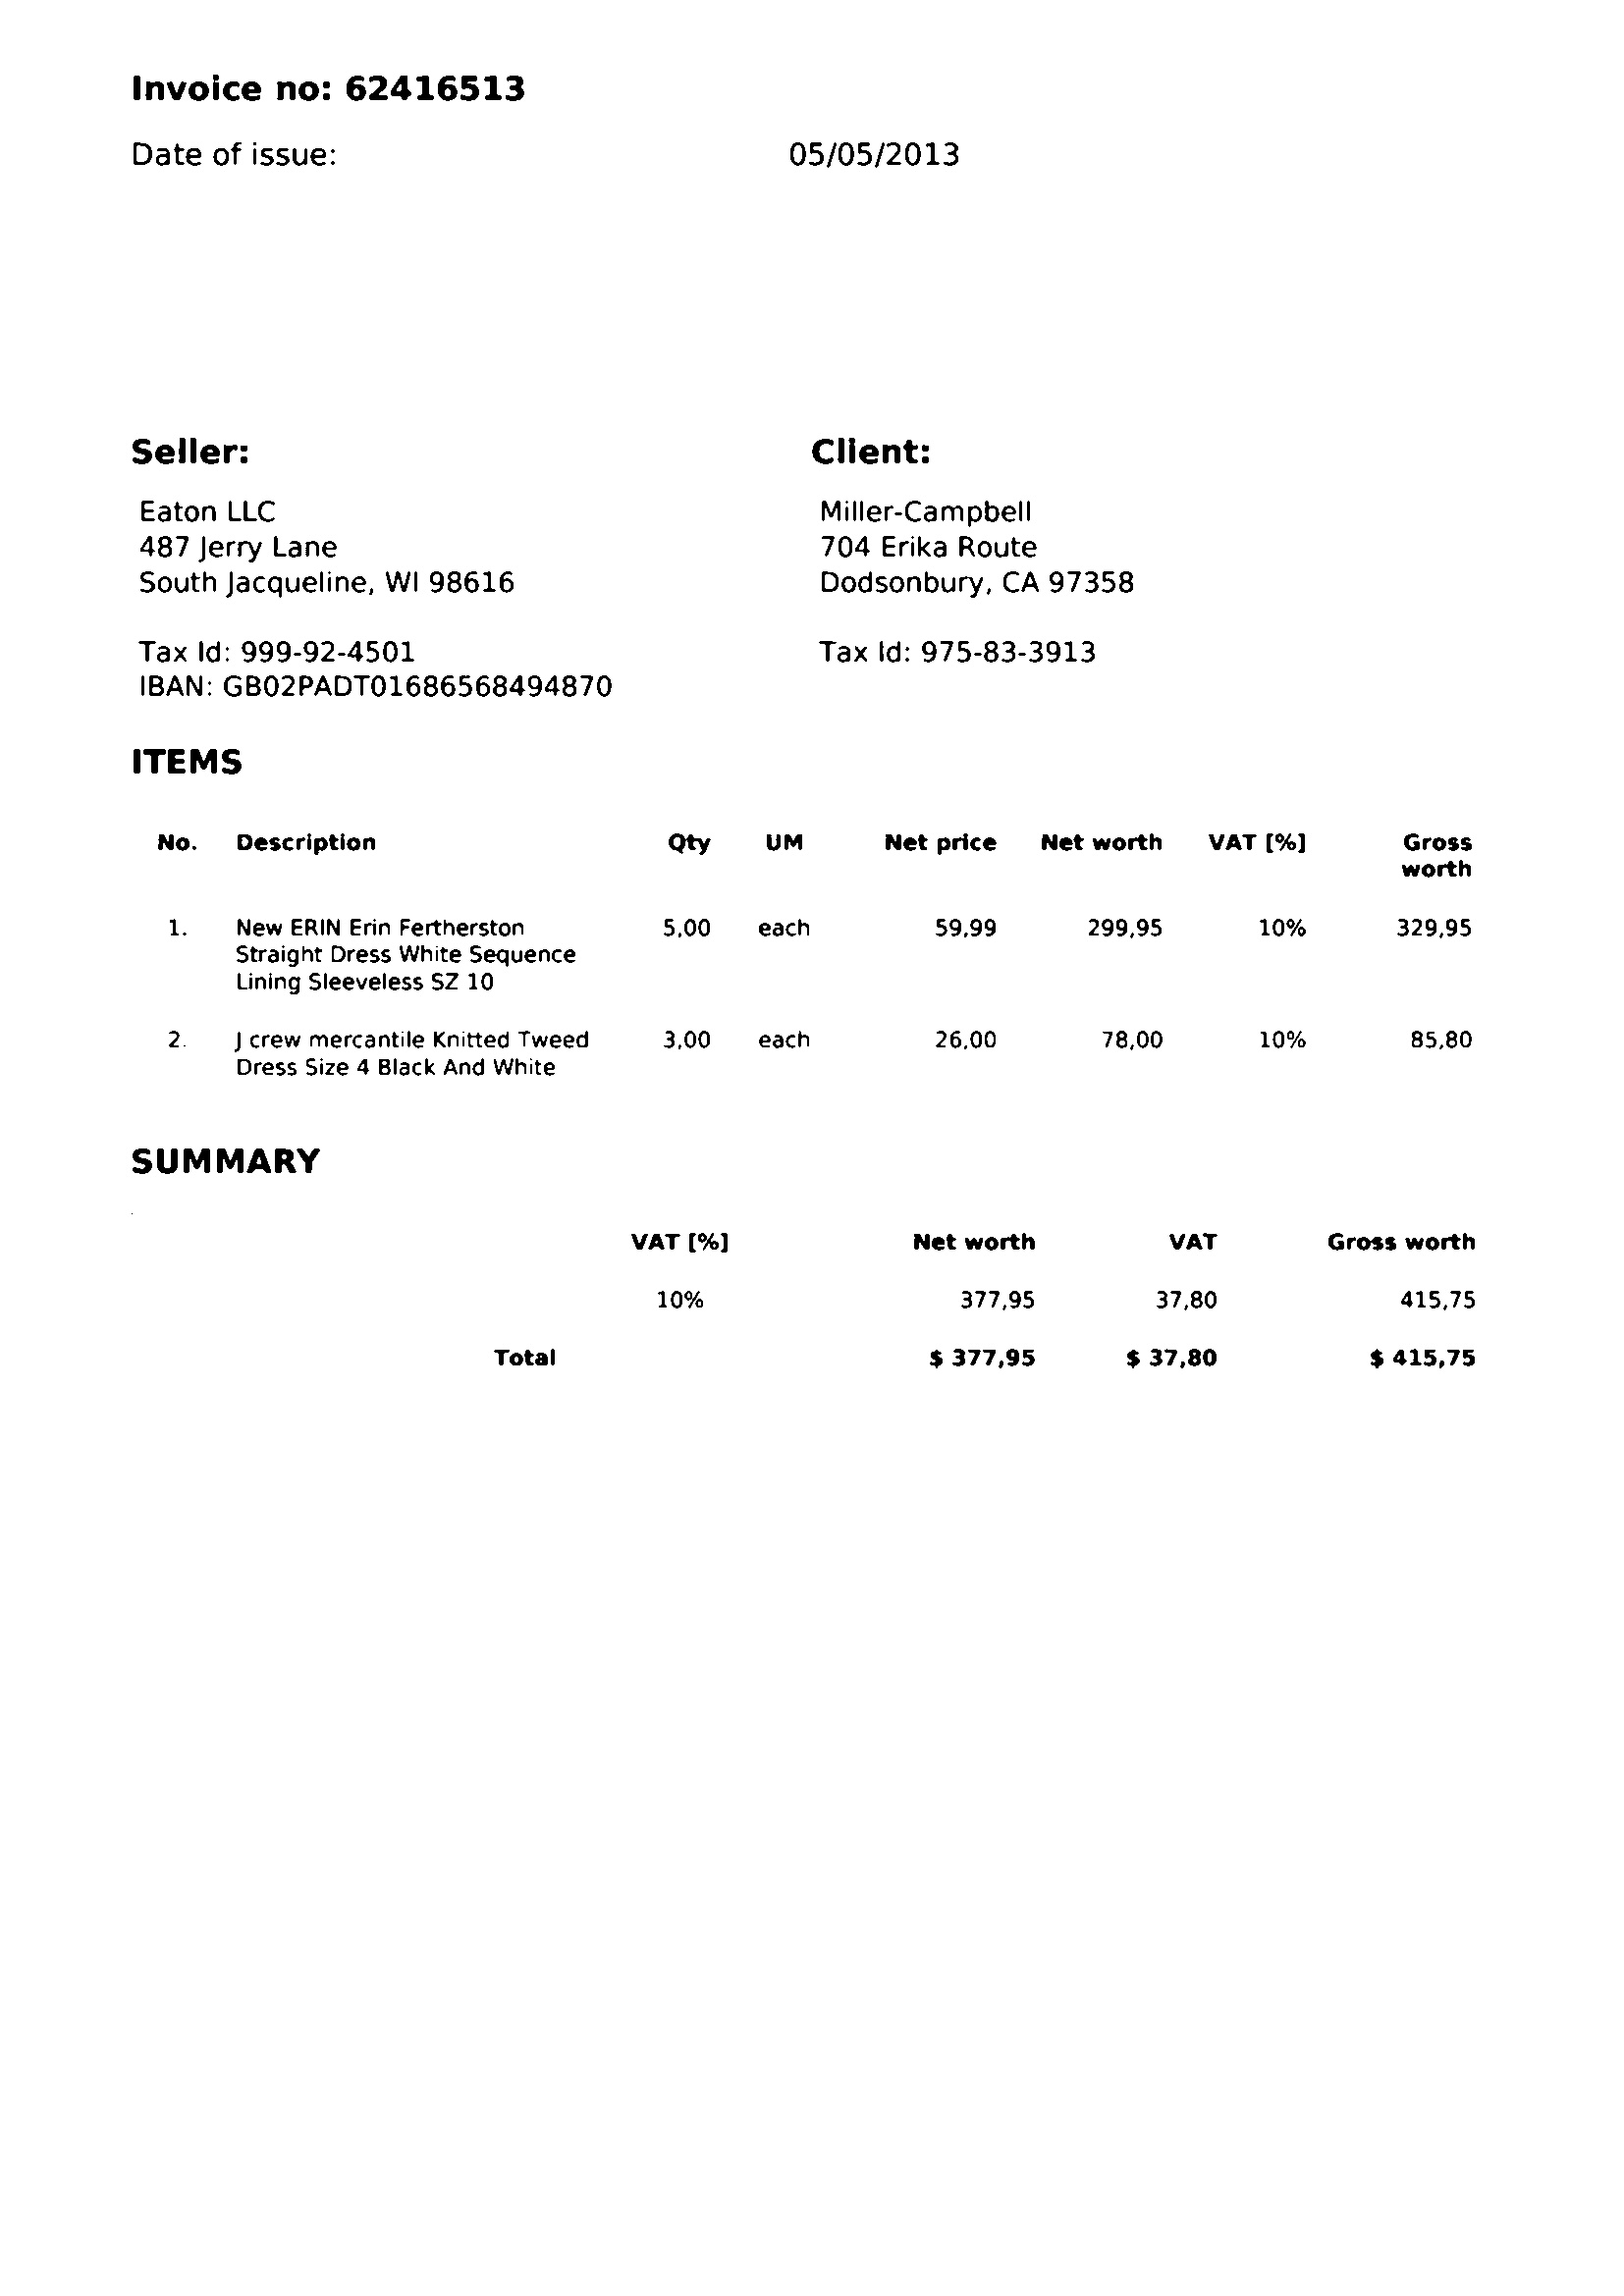 Invoice no: 62416513
Date of issue: 05/05/2013
Seller: Client:
Eaton LLC Miller-Campbell
487 Jerry Lane 704 Erika Route
South Jacqueline, WI 98616 Dodsonbury, CA 97358
Tax Id: 999-92-4501 Tax Id: 975-83-3913
IBAN: GB02PADT01686568494870
ITEMS
No. Description Qty UM Net price Net worth VAT [%] Gross
worth
1. New ERIN Erin Fertherston 5,00 each 59,99 299,95 10% 329,95
Straight Dress White Sequence
Lining Sleeveless SZ 10
2. J crew mercantile Knitted Tweed 3,00 each 26,00 78,00 10% 85,80
Dress Size 4 Black And White
SUMMARY
VAT [%] Net worth VAT Gross worth
10% 377,95 37,80 415,75
Total $ 377,95 $ 37,80 $ 415,75